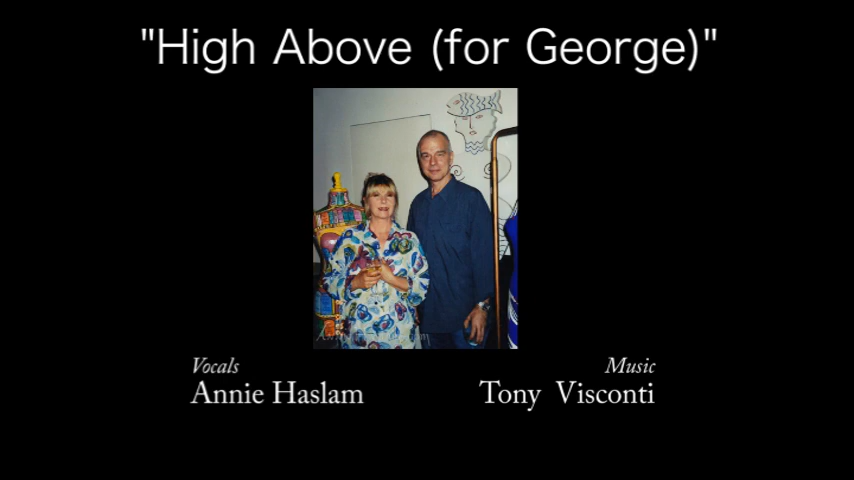 "High Above (for George)"
Vocals
Annie Haslam
Music
Tony Visconti